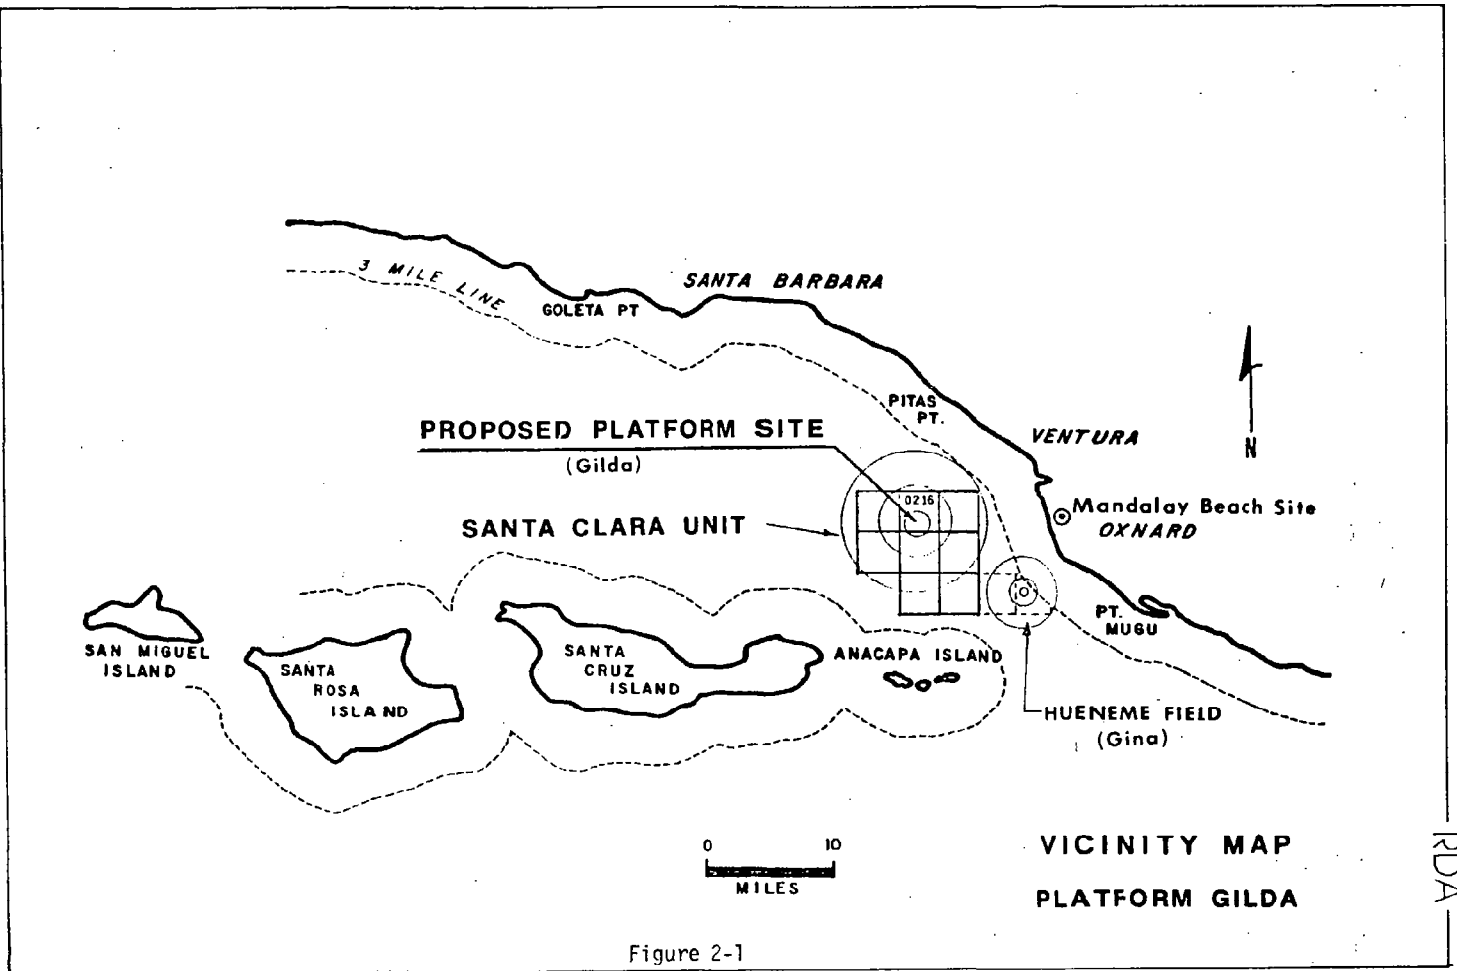 3 MILE LINE
SANTA BARBARA
GOLETA PT
PITAS
PT.
PROPOSED PLATFORM SITE
(Gilda)
VENTURA
N
0216
SANTA CLARA UNIT
Mandalay Beach Site
OXNARD
PT.
MUGU
SAN MIGUEL
ISLAND
SANTA
ROSA
ISLAND
SANTA
CRUZ
ISLAND
ANACAPA ISLAND
HUENEME FIELD
(Gina)
0 10
MILES
VICINITY MAP
PLATFORM GILDA
RDA
Figure 2-1